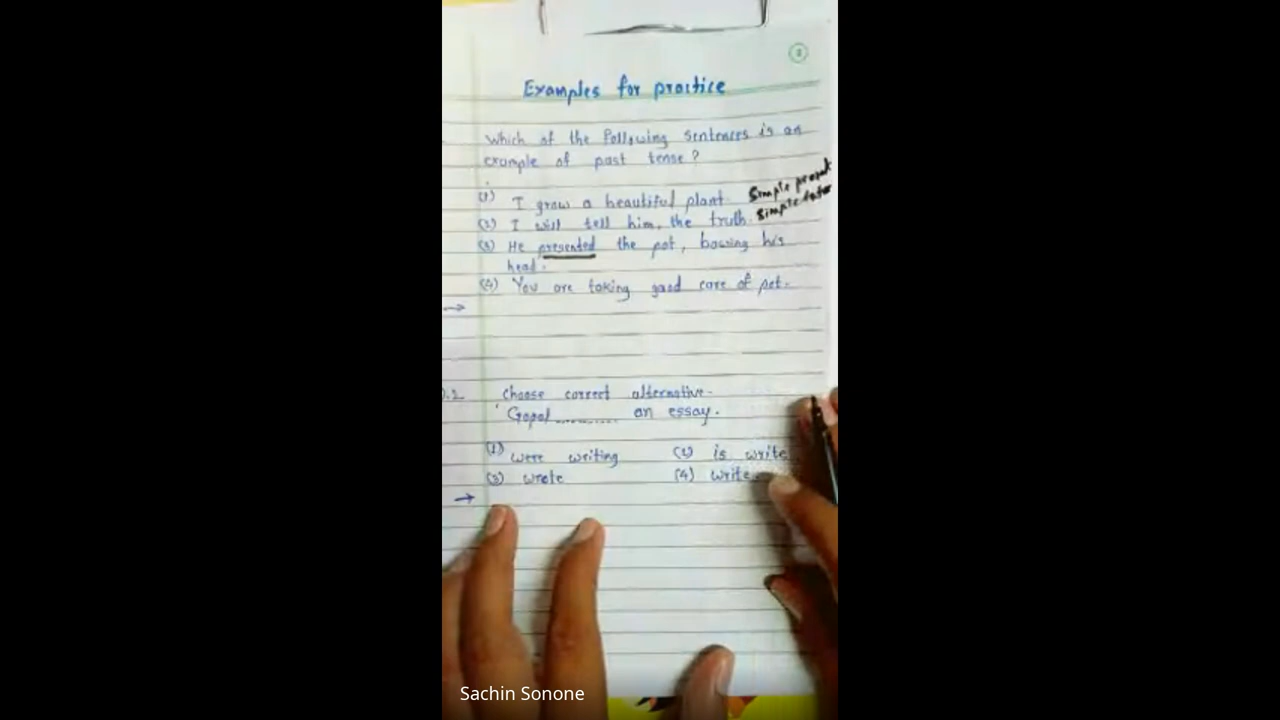 2
Examples for practice
Which of the following sentences is an
example of past tense?
(1) I grow a beautiful plant. Simple present
(2) I will tell him, the truth. Simple future
(3) He presented the pot, bowing his
head.
(4) You are taking good care of pet.
→
Q.2 Choose correct alternative.
Gopal ........... an essay.
(1) were writing (2) is write
(3) wrote (4) write
→
Sachin Sonone